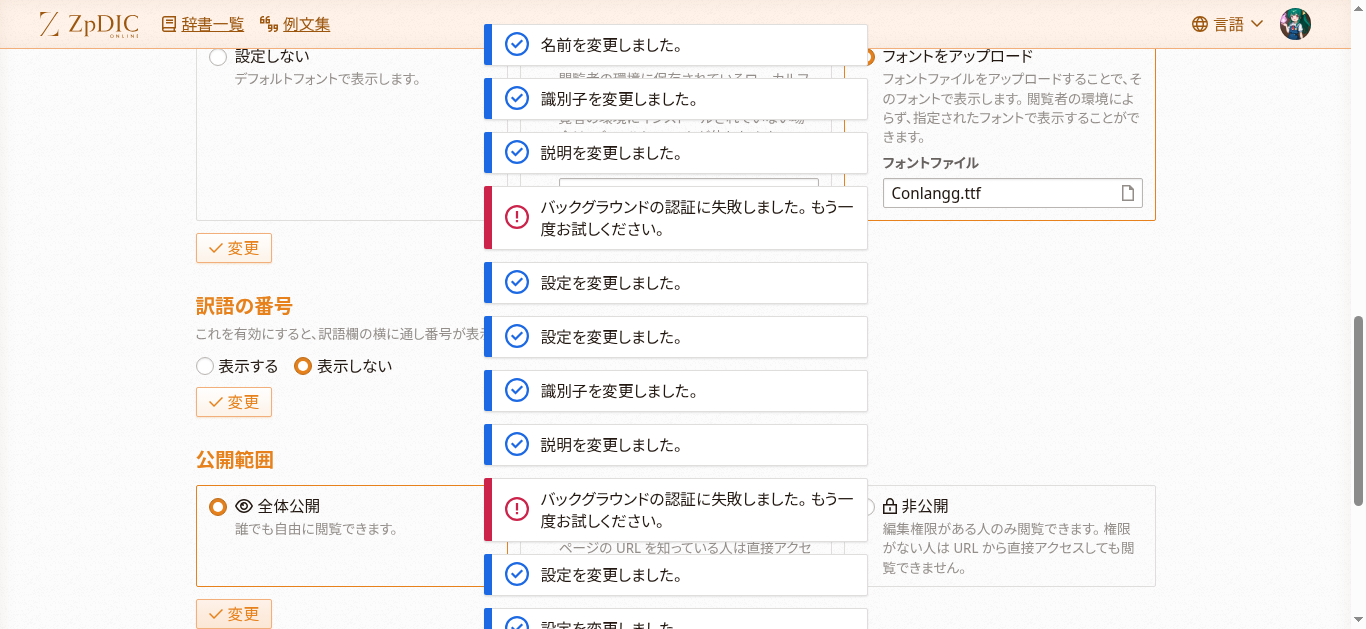 ZpDIC
ONLINE
辞書一覧
例文集
言語
設定しない
デフォルトフォントで表示します。
フォントをアップロード
フォントファイルをアップロードすることで、そ
のフォントで表示します。閲覧者の環境によ
らず、指定されたフォントで表示することがで
きます。
フォントファイル
Conlangg.ttf
変更
訳語の番号
これを有効にすると、訳語欄の横に通し番号が表
表示する
表示しない
変更
公開範囲
全体公開
誰でも自由に閲覧できます。
ページの URL を知っている人は直接アクセ
非公開
編集権限がある人のみ閲覧できます。権限
がない人は URL から直接アクセスしても閲
覧できません。
変更
名前を変更しました。
識別子を変更しました。
説明を変更しました。
バックグラウンドの認証に失敗しました。もう一
度お試しください。
設定を変更しました。
設定を変更しました。
識別子を変更しました。
説明を変更しました。
バックグラウンドの認証に失敗しました。もう一
度お試しください。
設定を変更しました。
設定を変更しました。